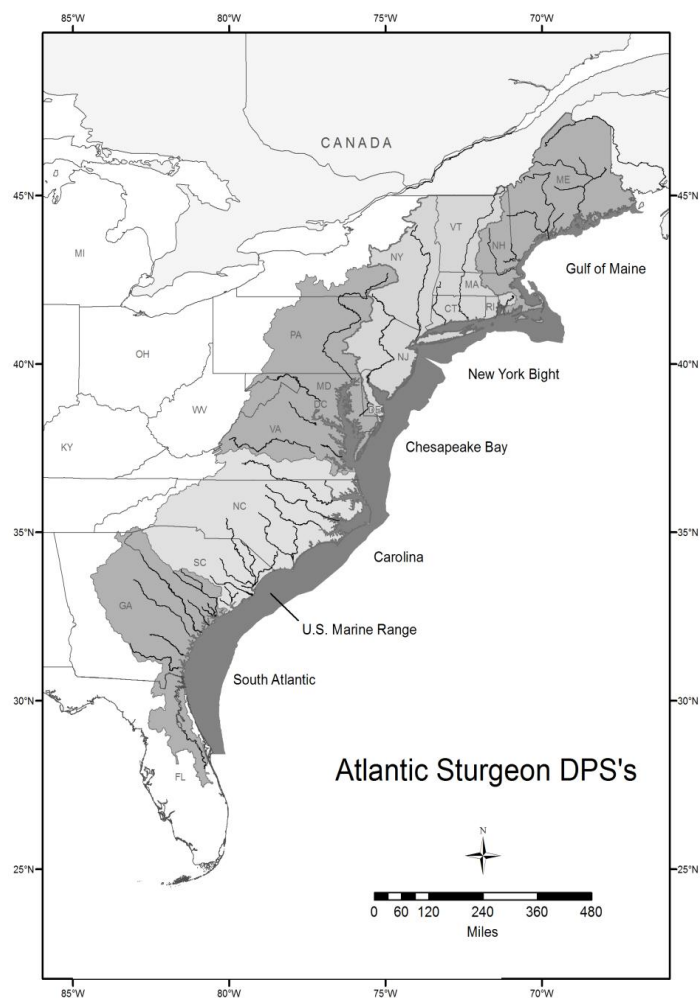 85°W 80°W 75°W 70°W
CANADA
45°N 45°N
ME
VT
NH
MI
NY
MA
Gulf of Maine
CT
RI
PA
OH
40°N 40°N
NJ
New York Bight
MD
DC
DE
WV
VA
KY
Chesapeake Bay
NC
35°N 35°N
Carolina
SC
GA
U.S. Marine Range
South Atlantic
30°N 30°N
FL
Atlantic Sturgeon DPS's
N
25°N 25°N
0 60 120 240 360 480
Miles
85°W 80°W 75°W 70°W